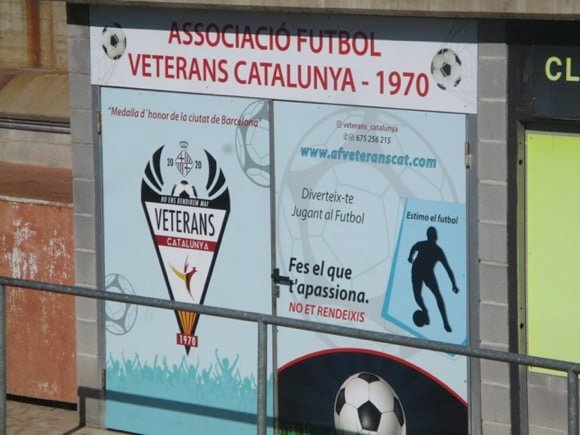 ASSOCIACIÓ FUTBOL
VETERANS CATALUNYA - 1970
"Medalla d´honor de la ciutat de Barcelona"
20 20
NO ENS RENDIREM MAI
VETERANS
CATALUNYA
1970
veterans_catalunya
675 256 215
www.afveteranscat.com
Diverteix-te
Jugant al Futbol
Estimo el futbol
Fes el que
t'apassiona.
NO ET RENDEIXIS
CL